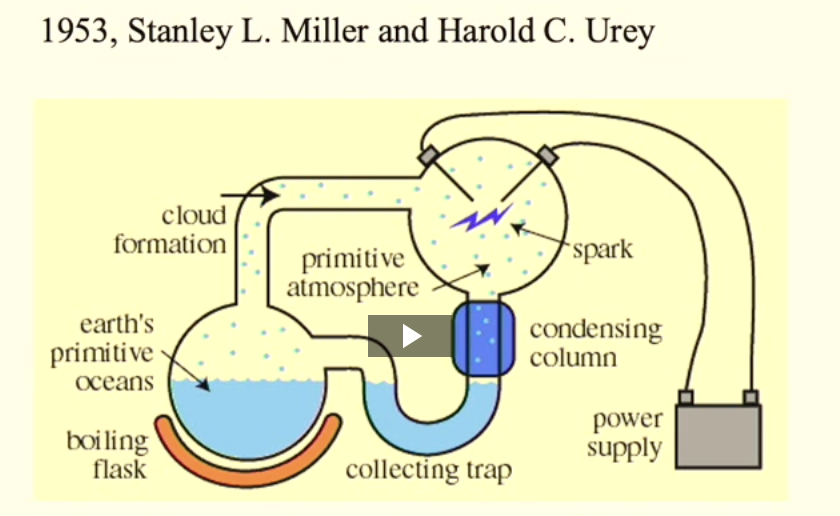 1953, Stanley L. Miller and Harold C. Urey
cloud
formation
primitive
atmosphere
spark
earth's
primitive
oceans
condensing
column
boiling
flask
collecting trap
power
supply